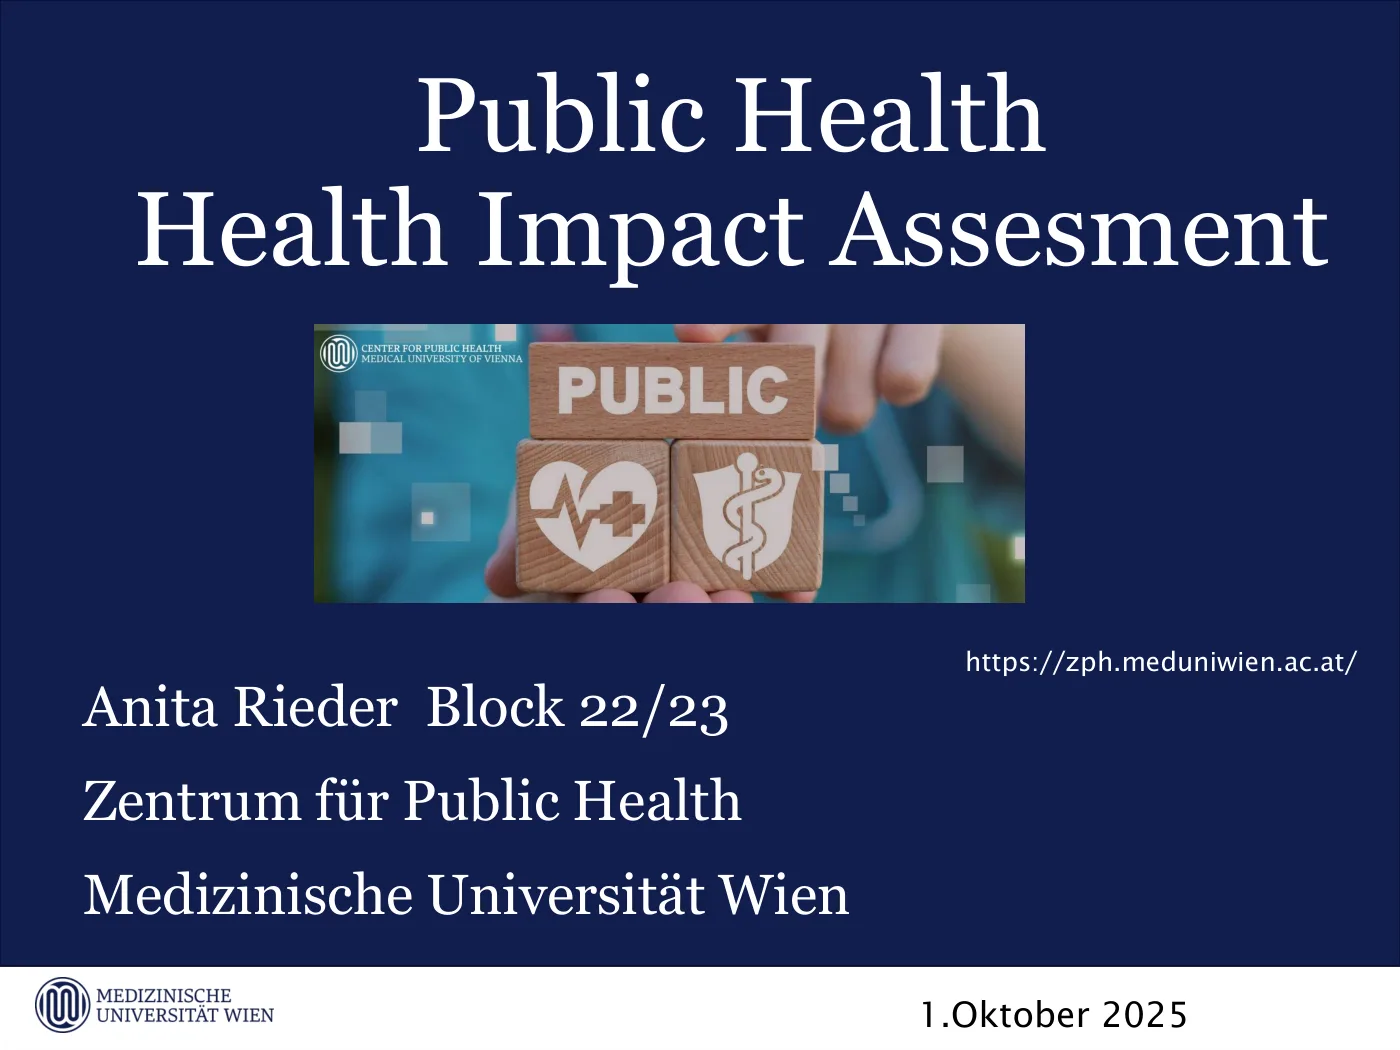 Public Health
Health Impact Assesment
CENTER FOR PUBLIC HEALTH
MEDICAL UNIVERSITY OF VIENNA
PUBLIC
https://zph.meduniwien.ac.at/
Anita Rieder  Block 22/23
Zentrum für Public Health
Medizinische Universität Wien
MEDIZINISCHE
UNIVERSITÄT WIEN
1.Oktober 2025